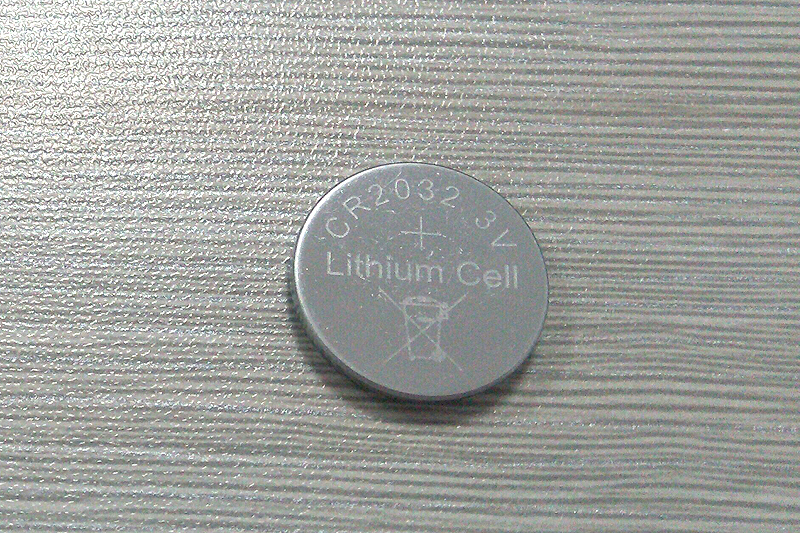 CR2032 3V
+
Lithium Cell